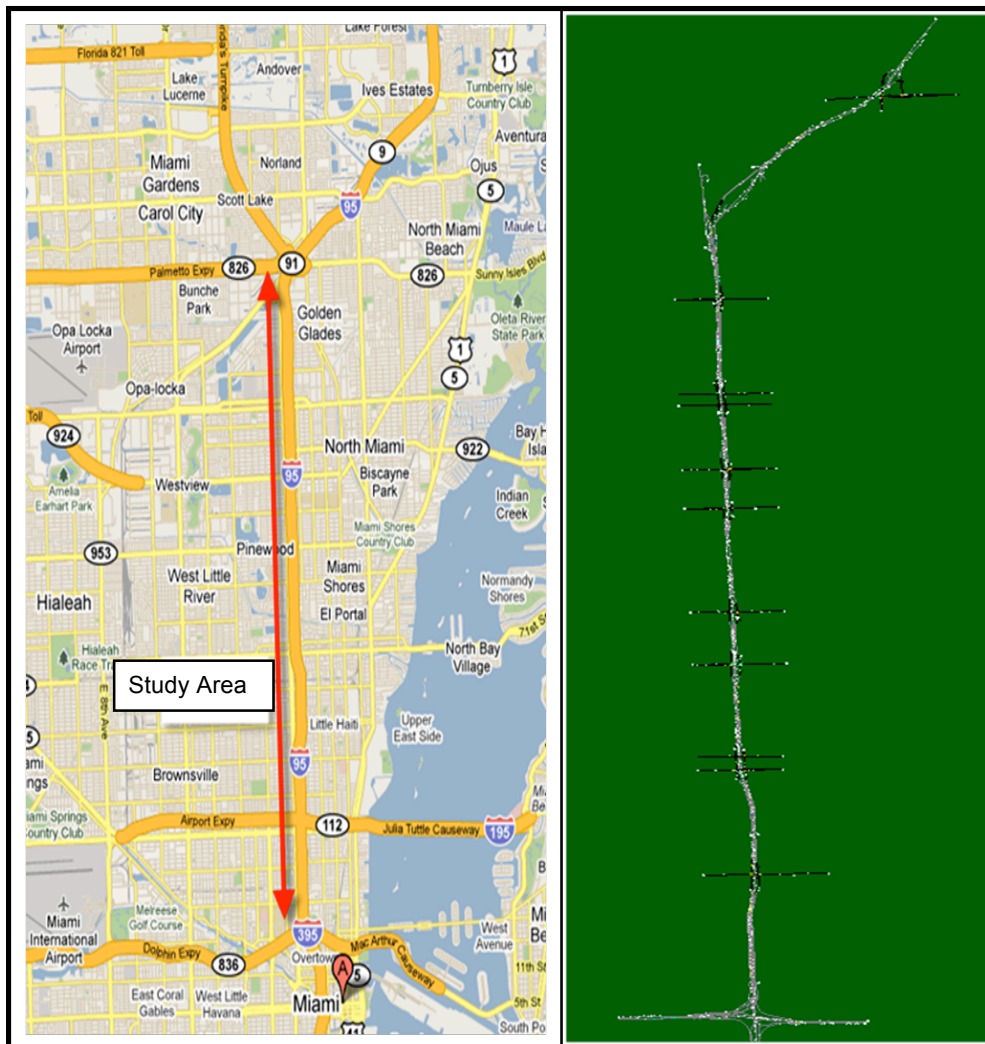 Lake Forest
1
Florida 821 Toll
Andover
Lake
Lucerne
Ives Estates
Turnberry Isle
Country Club
Aventura
9
Norland
Ojus
Miami
Gardens
Scott Lake
5
95
Carol City
North Miami
Beach
Maule La
91
Palmetto Expy
826
826
Sunny Isles Blvd
Bunche
Park
Golden
Glades
Oleta River
State Park
Opa Locka
Airport
1
5
Opa-locka
Toll
924
North Miami
922
Bay H
Isla
95
Biscayne
Park
Westview
Amelia
Earhart Park
Indian
Creek
Miami Shores
Country Club
953
Pinewood
West Little
River
Miami
Shores
Normandy
Shores
Hialeah
El Portal
71st S
Hialeah
Race Tra
North Bay
Village
Study Area
E 8th Ave
Little Haiti
Upper
East Side
95
Brownsville
Airport Expy
112
Julia Tuttle Causeway
195
iami Springs
Country Club
Melreese
Golf Course
Miami
International
Airport
395
West
Avenue
Dolphin Expy
836
Overtown
Mac Arthur Causeway
A
5
11th St
East Coral
Gables
West Little
Havana
Miami
5th St
41
South Po